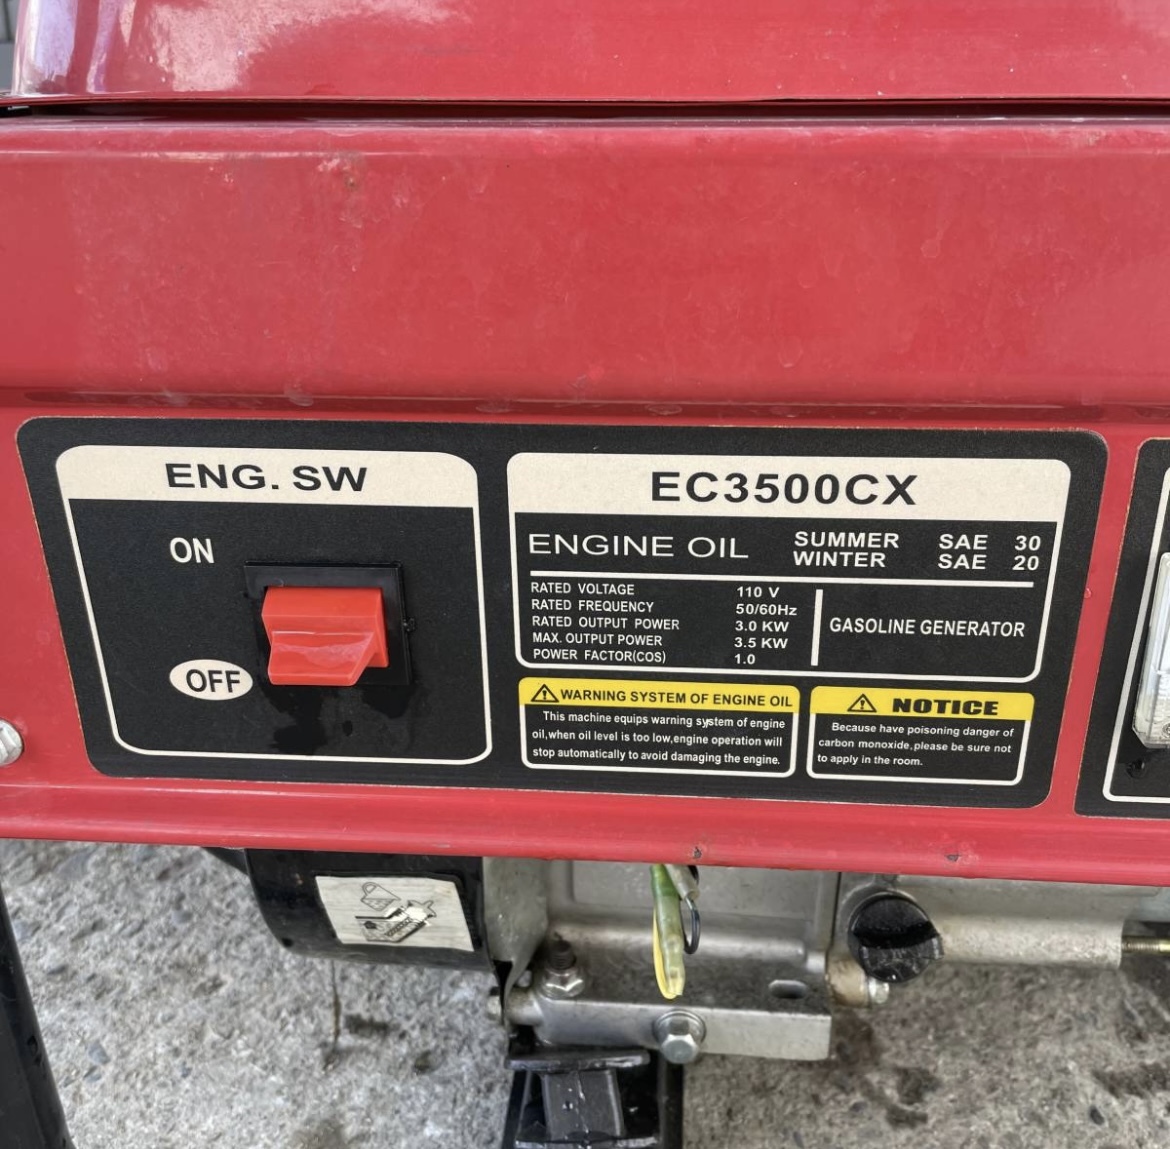 ENG. SW
ON
OFF
EC3500CX
ENGINE OIL SUMMER SAE 30
WINTER SAE 20
RATED VOLTAGE 110 V
RATED FREQUENCY 50/60Hz
RATED OUTPUT POWER 3.0 KW
MAX. OUTPUT POWER 3.5 KW
POWER FACTOR(COS) 1.0
GASOLINE GENERATOR
WARNING SYSTEM OF ENGINE OIL
This machine equips warning system of engine
oil,when oil level is too low,engine operation will
stop automatically to avoid damaging the engine.
NOTICE
Because have poisoning danger of
carbon monoxide,please be sure not
to apply in the room.